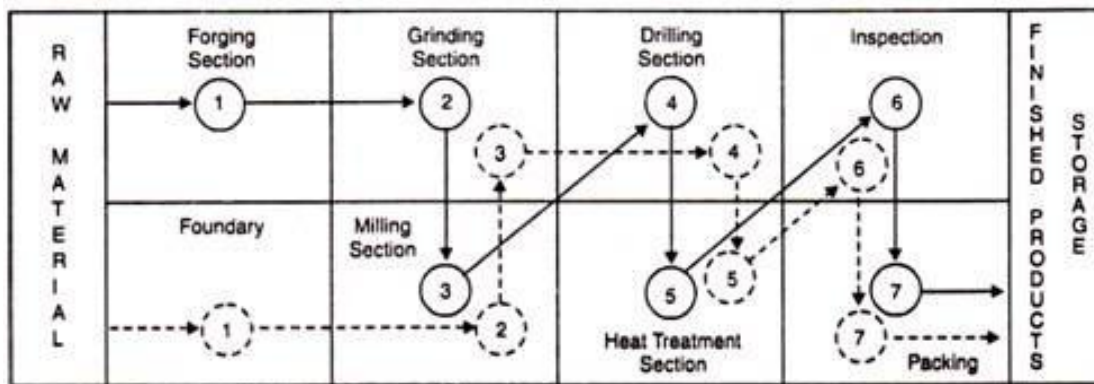 RAW MATERIAL
Forging
Section
1
Grinding
Section
2
3
Drilling
Section
4
4
Inspection
6
6
Foundary
1
Milling
Section
3
2
5
5
Heat Treatment
Section
7
7
Packing
FINISHED PRODUCTS
STORAGE